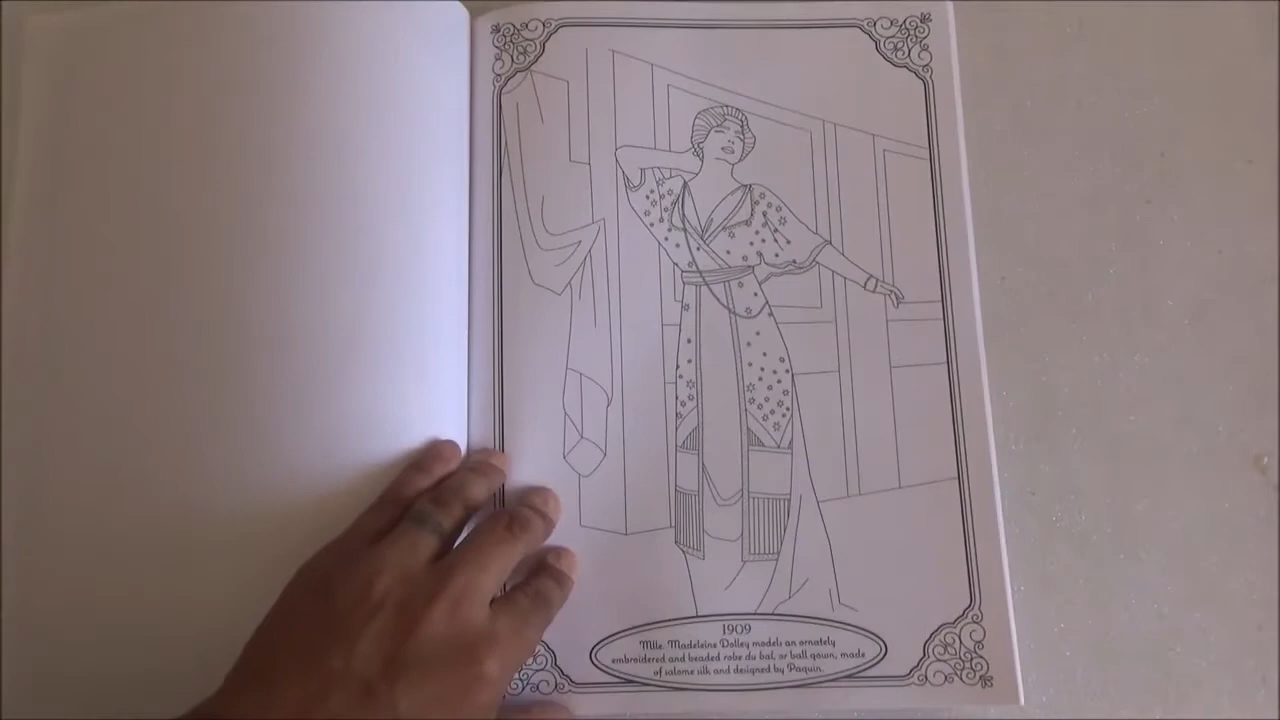 1909
Mlle. Madeleine Dolley models an ornately
embroidered and beaded robe du bal, or ball gown, made
of salome silk and designed by Paquin.